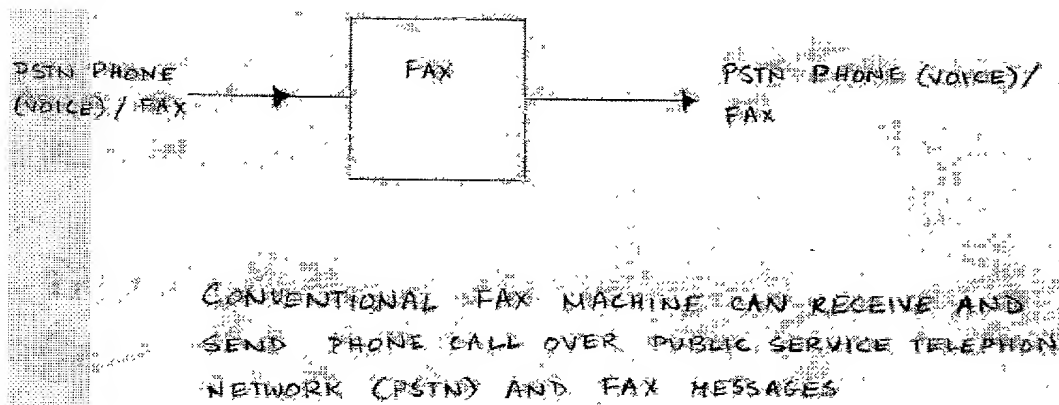 PSTN PHONE
(VOICE) / FAX
FAX
PSTN PHONE (VOICE)/
FAX
CONVENTIONAL FAX MACHINE CAN RECEIVE AND
SEND PHONE CALL OVER PUBLIC SERVICE TELEPHON
NETWORK (PSTN) AND FAX MESSAGES